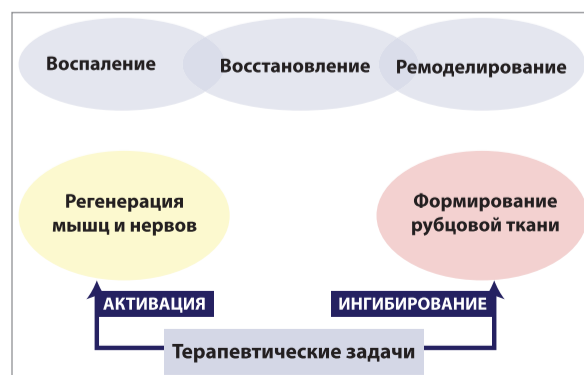 Воспаление
Восстановление
Ремоделирование
Регенерация
мышц и нервов
Формирование
рубцовой ткани
АКТИВАЦИЯ
ИНГИБИРОВАНИЕ
Терапевтические задачи